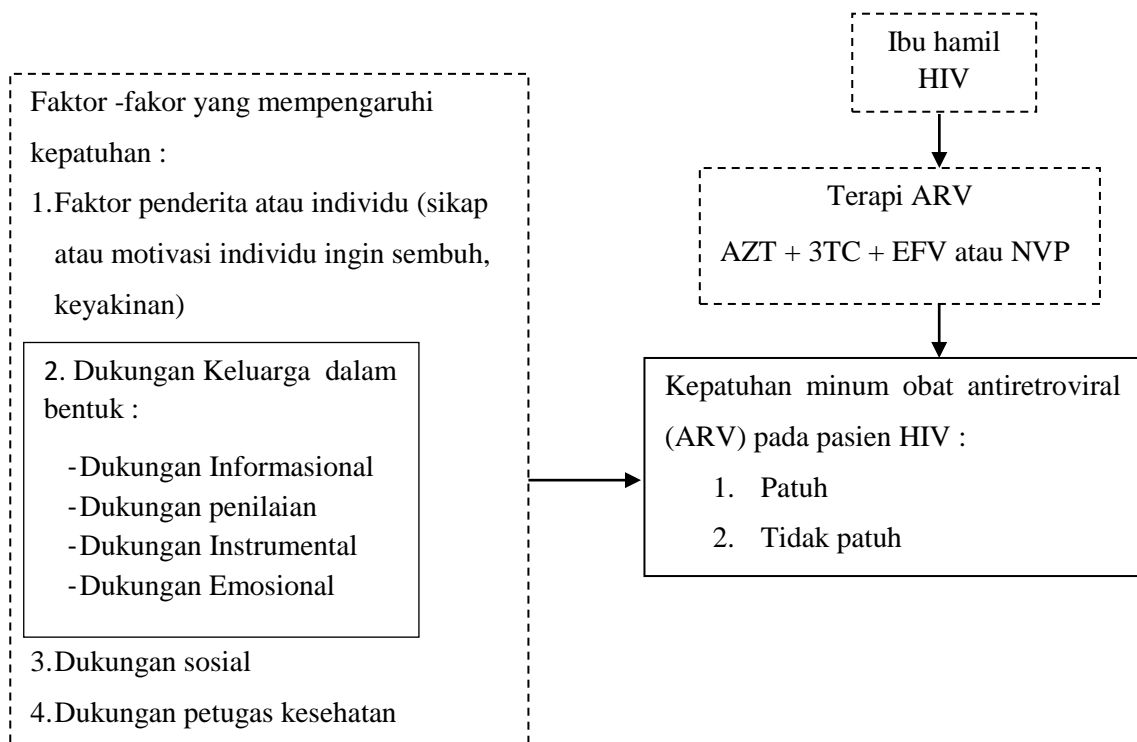 Ibu hamil
HIV
Terapi ARV
AZT + 3TC + EFV atau NVP
Faktor -fakor yang mempengaruhi
kepatuhan :
1.Faktor penderita atau individu (sikap
atau motivasi individu ingin sembuh,
keyakinan)
2. Dukungan Keluarga dalam
bentuk :
-Dukungan Informasional
-Dukungan penilaian
-Dukungan Instrumental
-Dukungan Emosional
3.Dukungan sosial
4.Dukungan petugas kesehatan
Kepatuhan minum obat antiretroviral
(ARV) pada pasien HIV :
1. Patuh
2. Tidak patuh